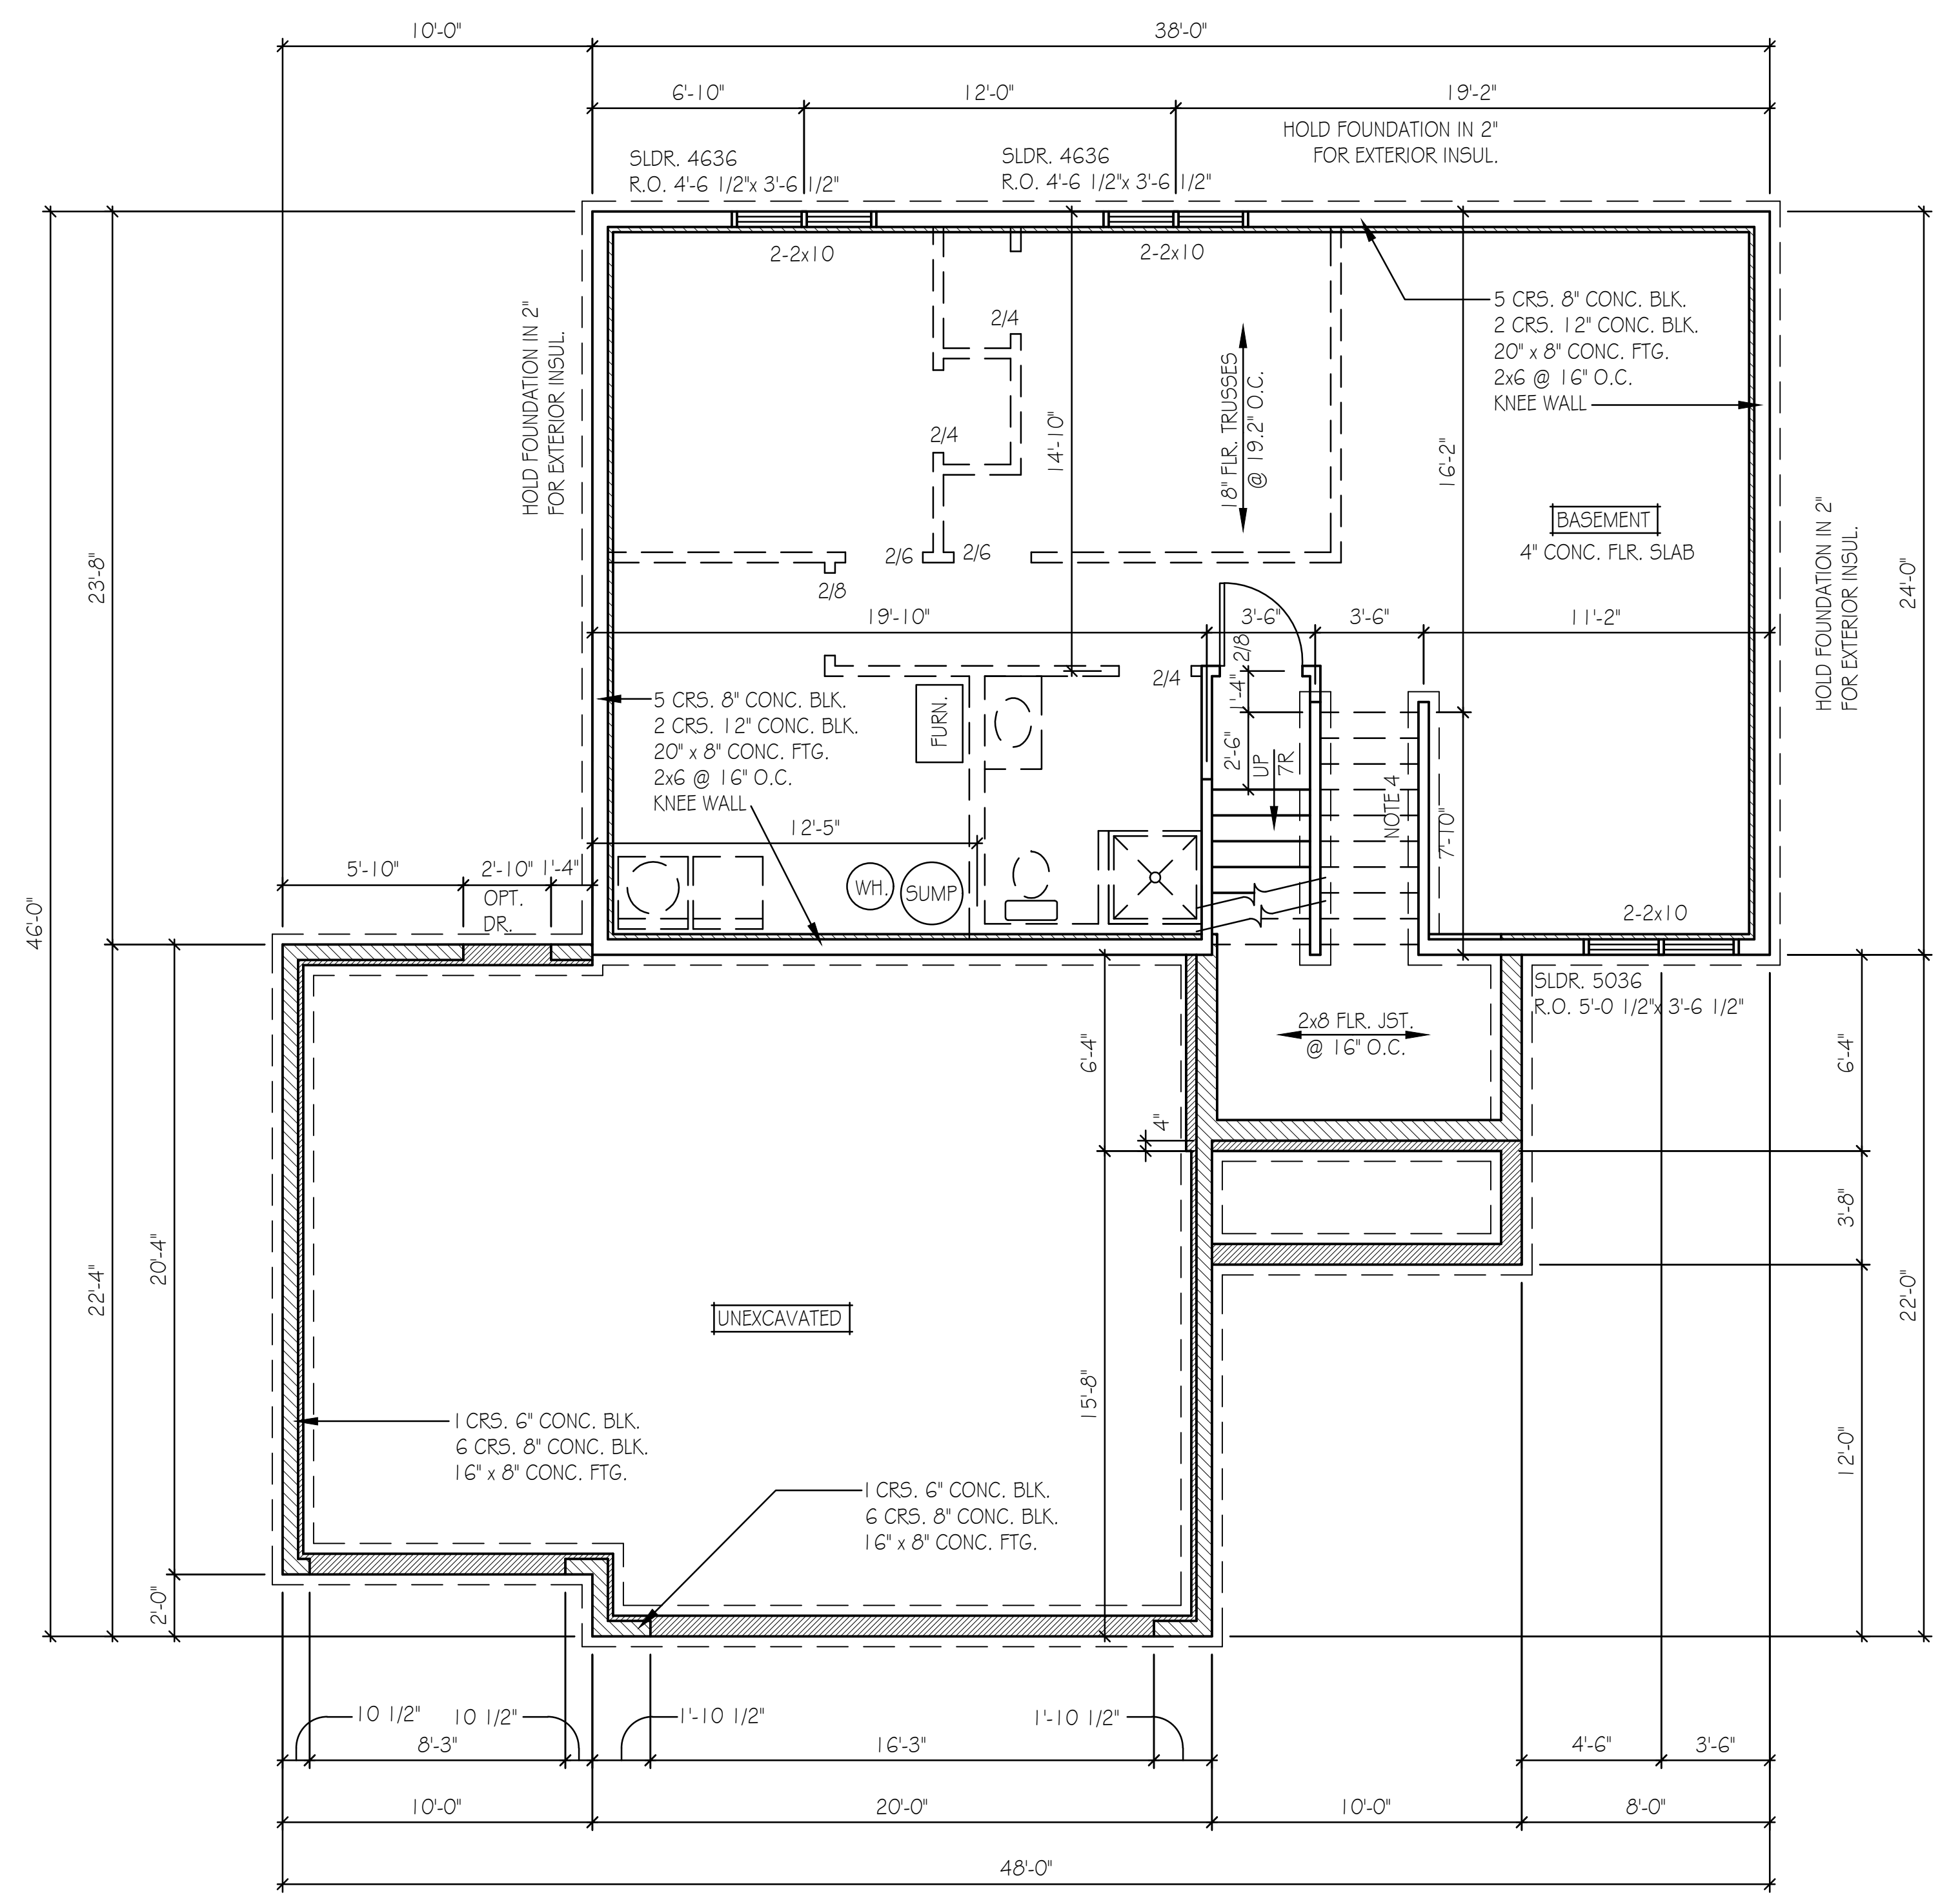 10'-0"
38'-0"
6'-10"
12'-0"
19'-2"
HOLD FOUNDATION IN 2"
FOR EXTERIOR INSUL.
SLDR. 4636
R.O. 4'-6 1/2"x 3'-6 1/2"
SLDR. 4636
R.O. 4'-6 1/2"x 3'-6 1/2"
2-2x10
2-2x10
HOLD FOUNDATION IN 2"
FOR EXTERIOR INSUL.
5 CRS. 8" CONC. BLK.
2 CRS. 12" CONC. BLK.
20" x 8" CONC. FTG.
2x6 @ 16" O.C.
KNEE WALL
2/4
2/4
14'-10"
18" FLR. TRUSSES
@ 19.2" O.C.
16'-2"
BASEMENT
4" CONC. FLR. SLAB
HOLD FOUNDATION IN 2"
FOR EXTERIOR INSUL.
23'-8"
24'-0"
46'-0"
2/6
2/6
2/8
19'-10"
3'-6"
3'-6"
11'-2"
2/8
2/4
1'-4"
5 CRS. 8" CONC. BLK.
2 CRS. 12" CONC. BLK.
20" x 8" CONC. FTG.
2x6 @ 16" O.C.
KNEE WALL
FURN.
2'-6"
UP
7R
NOTE 4
7'-10"
12'-5"
5'-10"
2'-10"
1'-4"
OPT.
DR.
WH.
SUMP
2-2x10
SLDR. 5036
R.O. 5'-0 1/2"x 3'-6 1/2"
2x8 FLR. JST.
@ 16" O.C.
6'-4"
6'-4"
4"
3'-8"
20'-4"
22'-4"
22'-0"
UNEXCAVATED
15'-8"
12'-0"
1 CRS. 6" CONC. BLK.
6 CRS. 8" CONC. BLK.
16" x 8" CONC. FTG.
1 CRS. 6" CONC. BLK.
6 CRS. 8" CONC. BLK.
16" x 8" CONC. FTG.
2'-0"
10 1/2"
10 1/2"
1'-10 1/2"
1'-10 1/2"
8'-3"
16'-3"
4'-6"
3'-6"
10'-0"
20'-0"
10'-0"
8'-0"
48'-0"